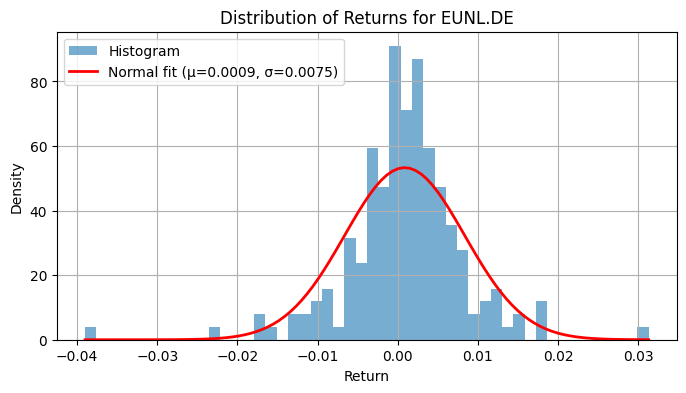 Distribution of Returns for EUNL.DE
Histogram
Normal fit (μ=0.0009, σ=0.0075)
Density
80
60
40
20
0
−0.04 −0.03 −0.02 −0.01 0.00 0.01 0.02 0.03
Return